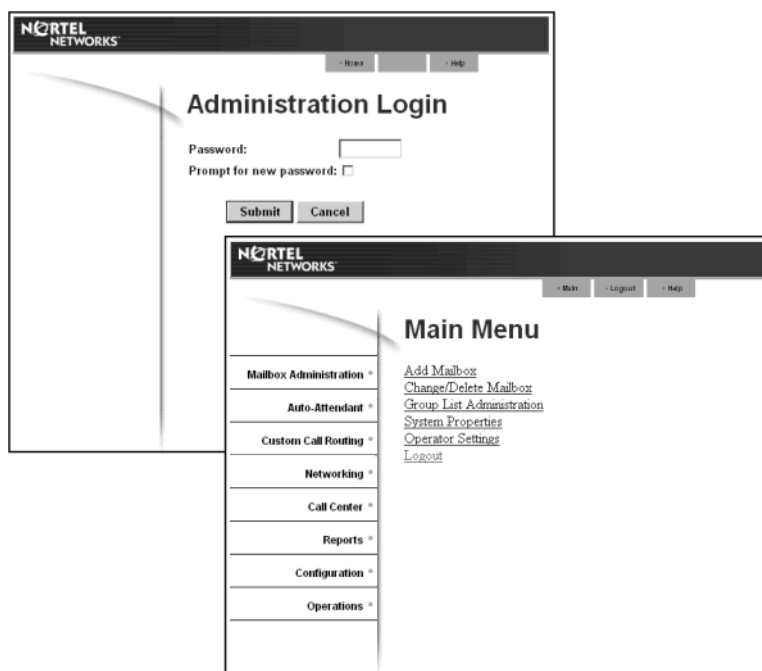 NORTEL
NETWORKS
- Home
- Help
Administration Login
Password:
Prompt for new password:
Submit Cancel
NORTEL
NETWORKS
- Main
- Logout
- Help
Main Menu
Mailbox Administration
Auto-Attendant
Custom Call Routing
Networking
Call Center
Reports
Configuration
Operations
Add Mailbox
Change/Delete Mailbox
Group List Administration
System Properties
Operator Settings
Logout